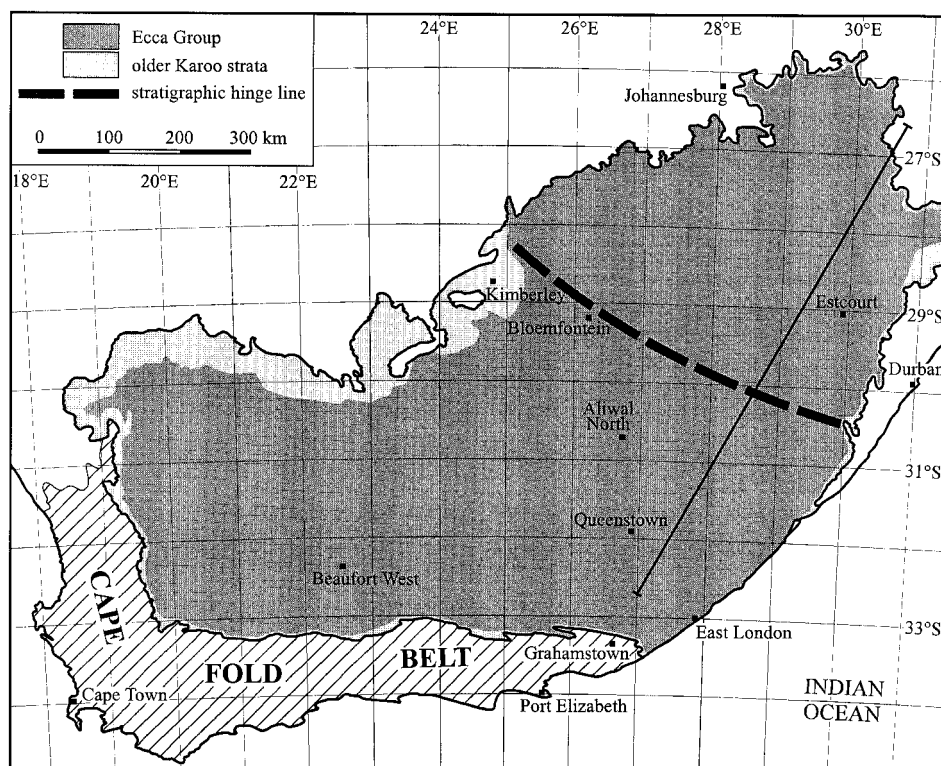 24°E
26°E
28°E
30°E
Ecca Group
older Karoo strata
stratigraphic hinge line
0 100 200 300 km
Johannesburg
18°E
20°E
22°E
27°S
Kimberley
Bloemfontein
Estcourt
29°S
Durban
Aliwal
North
31°S
Queenstown
Beaufort West
CAPE
FOLD
BELT
Grahamstown
East London
33°S
Cape Town
Port Elizabeth
INDIAN
OCEAN